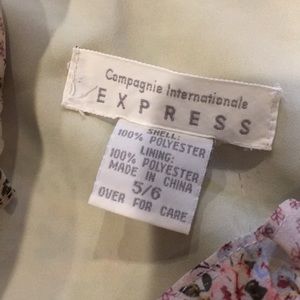 Compagnie Internationale
EXPRESS
SHELL:
100% POLYESTER
LINING:
100% POLYESTER
MADE IN CHINA
5/6
OVER FOR CARE